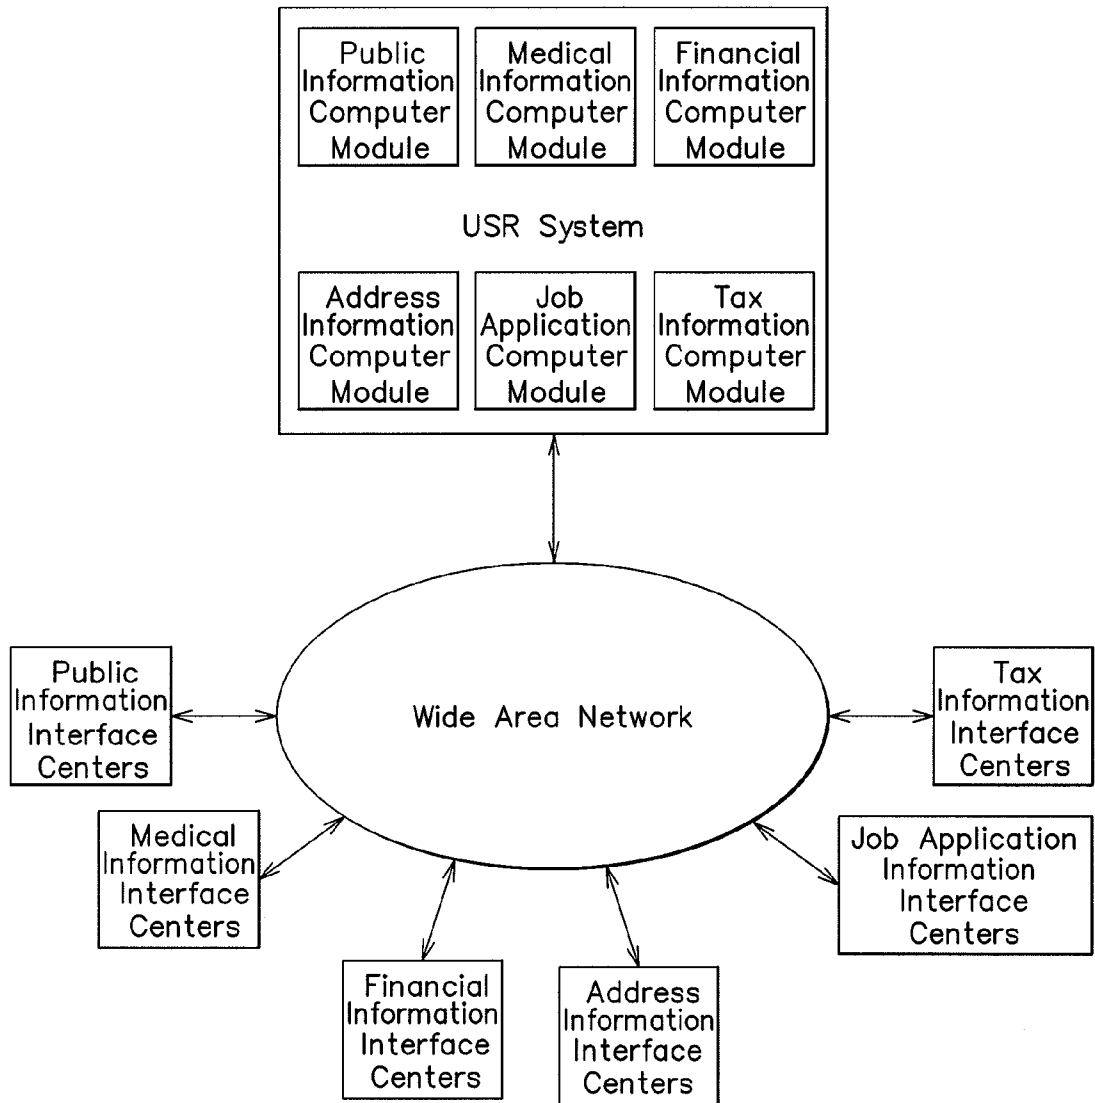 Public
Information
Computer
Module
Medical
Information
Computer
Module
Financial
Information
Computer
Module
USR System
Address
Information
Computer
Module
Job
Application
Computer
Module
Tax
Information
Computer
Module
Wide Area Network
Public
Information
Interface
Centers
Medical
Information
Interface
Centers
Financial
Information
Interface
Centers
Address
Information
Interface
Centers
Job Application
Information
Interface
Centers
Tax
Information
Interface
Centers